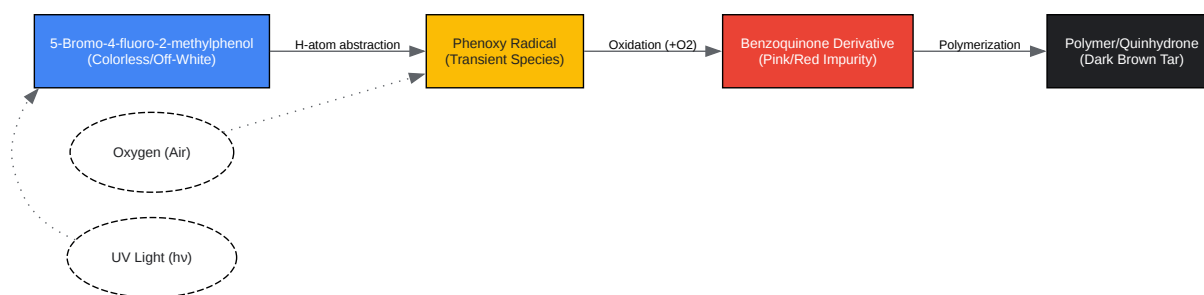 5-Bromo-4-fluoro-2-methylphenol
(Colorless/Off-White)
H-atom abstraction
Phenoxy Radical
(Transient Species)
Oxidation (+O2)
Benzoquinone Derivative
(Pink/Red Impurity)
Polymerization
Polymer/Quinhydrone
(Dark Brown Tar)
Oxygen (Air)
UV Light (hν)